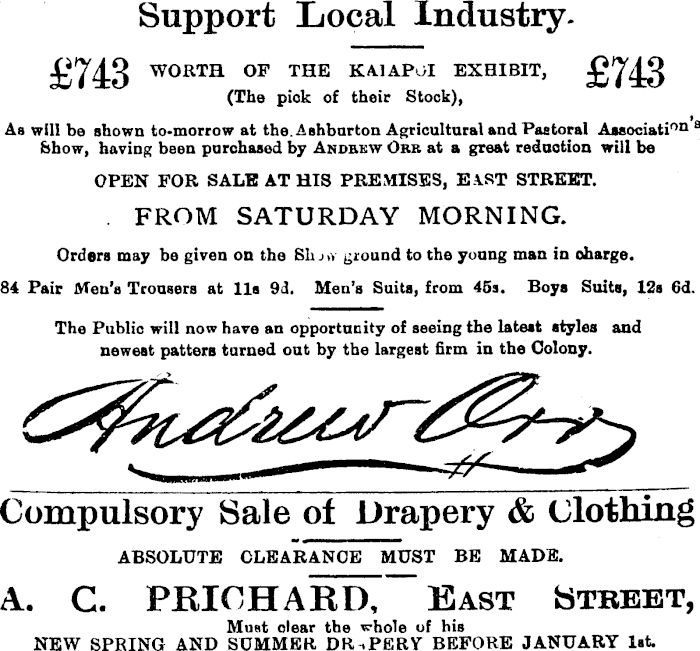 Support Local Industry.
£743 WORTH OF THE KAIAPOI EXHIBIT, £743
(The pick of their Stock),
As will be shown to-morrow at the Ashburton Agricultural and Pastoral Association's
Show, having been purchased by ANDREW ORR at a great reduction will be
OPEN FOR SALE AT HIS PREMISES, EAST STREET.
FROM SATURDAY MORNING.
Orders may be given on the Show ground to the young man in charge.
84 Pair Men's Trousers at 11s 9d. Men's Suits, from 45s. Boys Suits, 12s 6d.
The Public will now have an opportunity of seeing the latest styles and
newest patters turned out by the largest firm in the Colony.
Andrew Orr
Compulsory Sale of Drapery & Clothing
ABSOLUTE CLEARANCE MUST BE MADE.
A. C. PRICHARD, EAST STREET,
Must clear the whole of his
NEW SPRING AND SUMMER DRAPERY BEFORE JANUARY 1st.